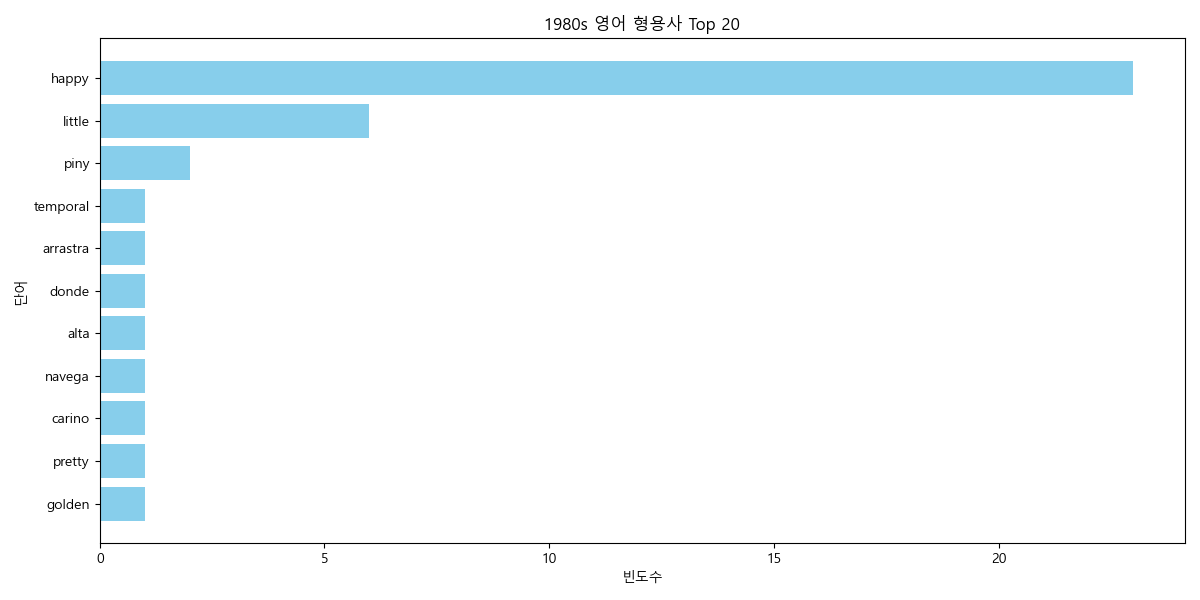 1980s 영어 형용사 Top 20
단어
happy
little
piny
temporal
arrastra
donde
alta
navega
carino
pretty
golden
0 5 10 15 20
빈도수